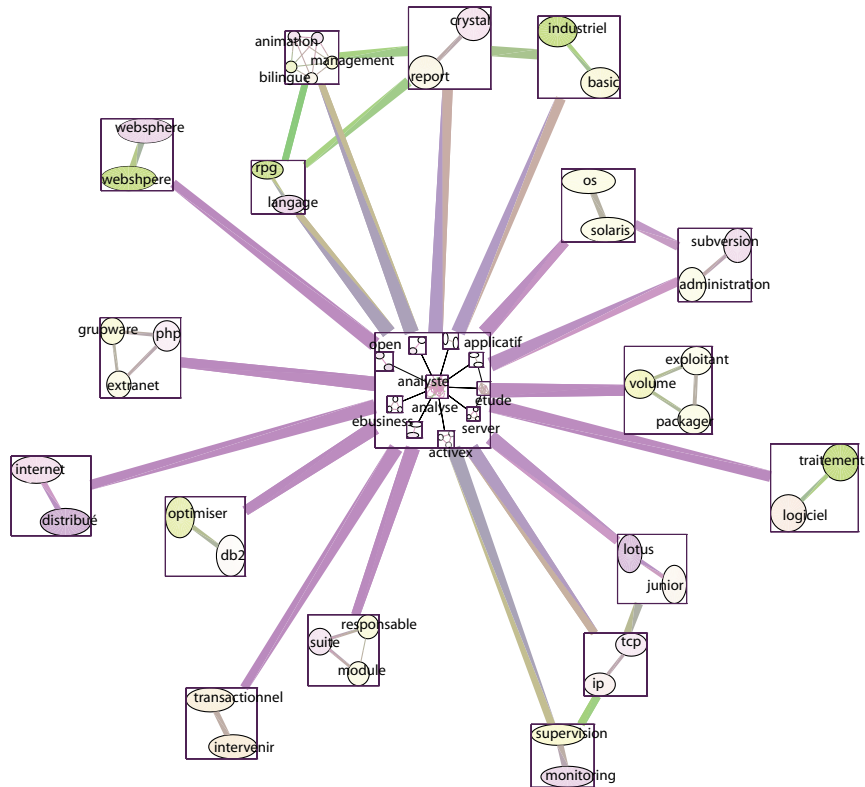 crystal
industriel
animation
management
bilingue
report
basic
websphere
webshpere
rpg
langage
os
solaris
subversion
administration
grupware
php
extranet
open
applicatif
analyste
etude
analyse
ebusiness
server
activex
exploitant
volume
packager
traitement
logiciel
internet
distribué
optimiser
db2
lotus
junior
responsable
suite
module
tcp
ip
transactionnel
intervenir
supervision
monitoring